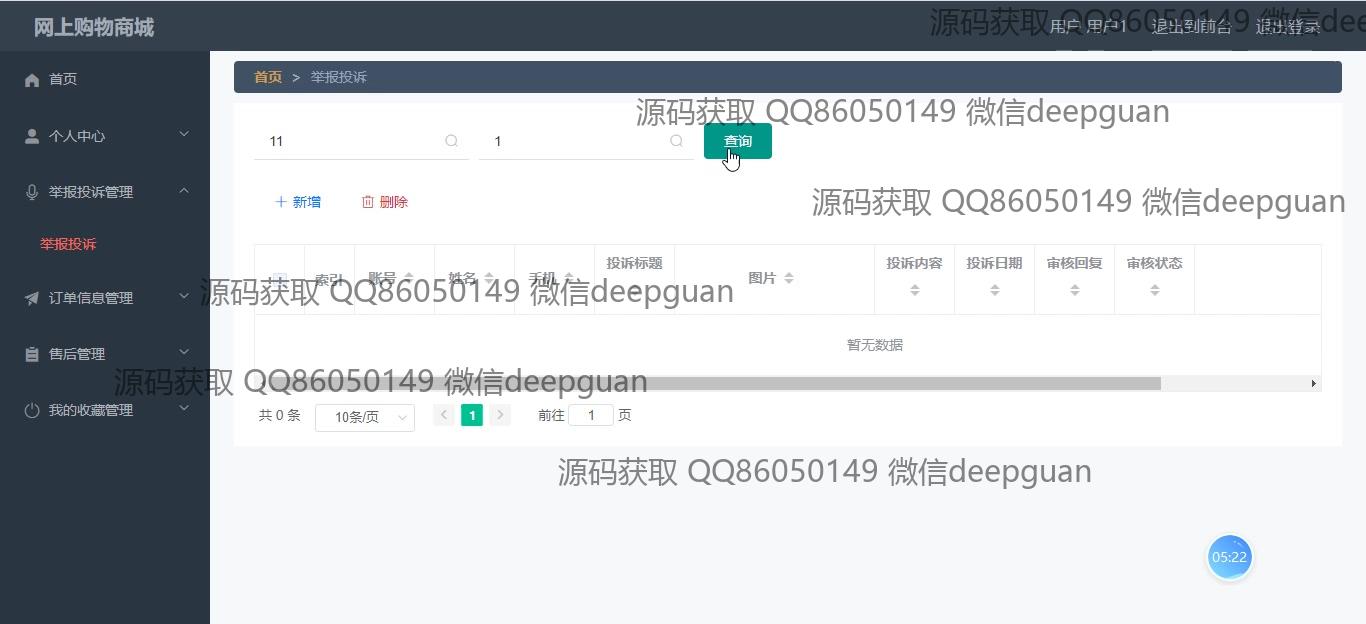 网上购物商城
用户 用户1 退出到前台 退出登录
源码获取 QQ86050149 微信dee
首页
个人中心
举报投诉管理
举报投诉
订单信息管理
售后管理
我的收藏管理
首页 > 举报投诉
源码获取 QQ86050149 微信deepguan
11 1 查询
源码获取 QQ86050149 微信deepguan
新增 删除
索引 账号 姓名 手机 投诉标题 图片 投诉内容 投诉日期 审核回复 审核状态
源码获取 QQ86050149 微信deepguan
暂无数据
源码获取 QQ86050149 微信deepguan
共 0 条 10条/页 1 前往 1 页
源码获取 QQ86050149 微信deepguan
05:22